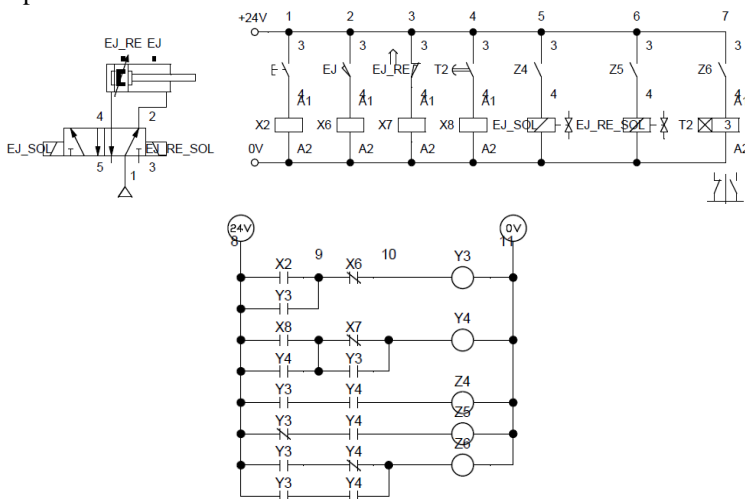 1 2 3 4 5 6 7
+24V
3 3 3 3 3 3 3
EJ_RE EJ
EJ EJ_RE T2 Z4 Z5 Z6
4 4 4 4 4 4 4
A1 A1 A1 A1 A1
4 2
X2 X6 X7 X8 EJ_SOL EJ_RE_SOL T2 3
EJ_SOL EJ_RE_SOL
5 3
1
0V A2 A2 A2 A2 A2
24V 0V
8 9 10 11
X2 X6 Y3
Y3
X8 X7 Y4
Y4 Y3
Y3 Y4 Z4
Y3 Y4 Z5
Y3 Y4 Z6
Y3 Y4